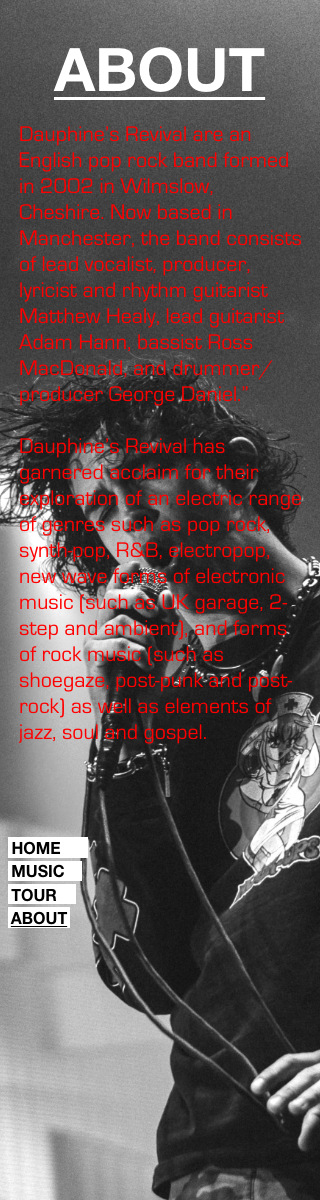 ABOUT
Dauphine's Revival are an
English pop rock band formed
in 2002 in Wilmslow,
Cheshire. Now based in
Manchester, the band consists
of lead vocalist, producer,
lyricist and rhythm guitarist
Matthew Healy, lead guitarist
Adam Hann, bassist Ross
MacDonald, and drummer/
producer George Daniel."
Dauphine's Revival has
garnered acclaim for their
exploration of an electric range
of genres such as pop rock,
synth-pop, R&B, electropop,
new wave forms of electronic
music (such as UK garage, 2-
step and ambient), and forms
of rock music (such as
shoegaze, post-punk and post-
rock) as well as elements of
jazz, soul and gospel.
HOME
MUSIC
TOUR
ABOUT